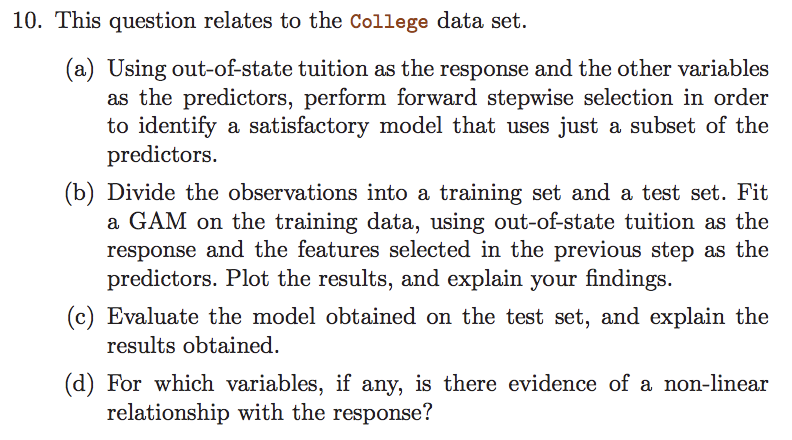 10. This question relates to the College data set.
(a) Using out-of-state tuition as the response and the other variables
as the predictors, perform forward stepwise selection in order
to identify a satisfactory model that uses just a subset of the
predictors.
(b) Divide the observations into a training set and a test set. Fit
a GAM on the training data, using out-of-state tuition as the
response and the features selected in the previous step as the
predictors. Plot the results, and explain your findings.
(c) Evaluate the model obtained on the test set, and explain the
results obtained.
(d) For which variables, if any, is there evidence of a non-linear
relationship with the response?